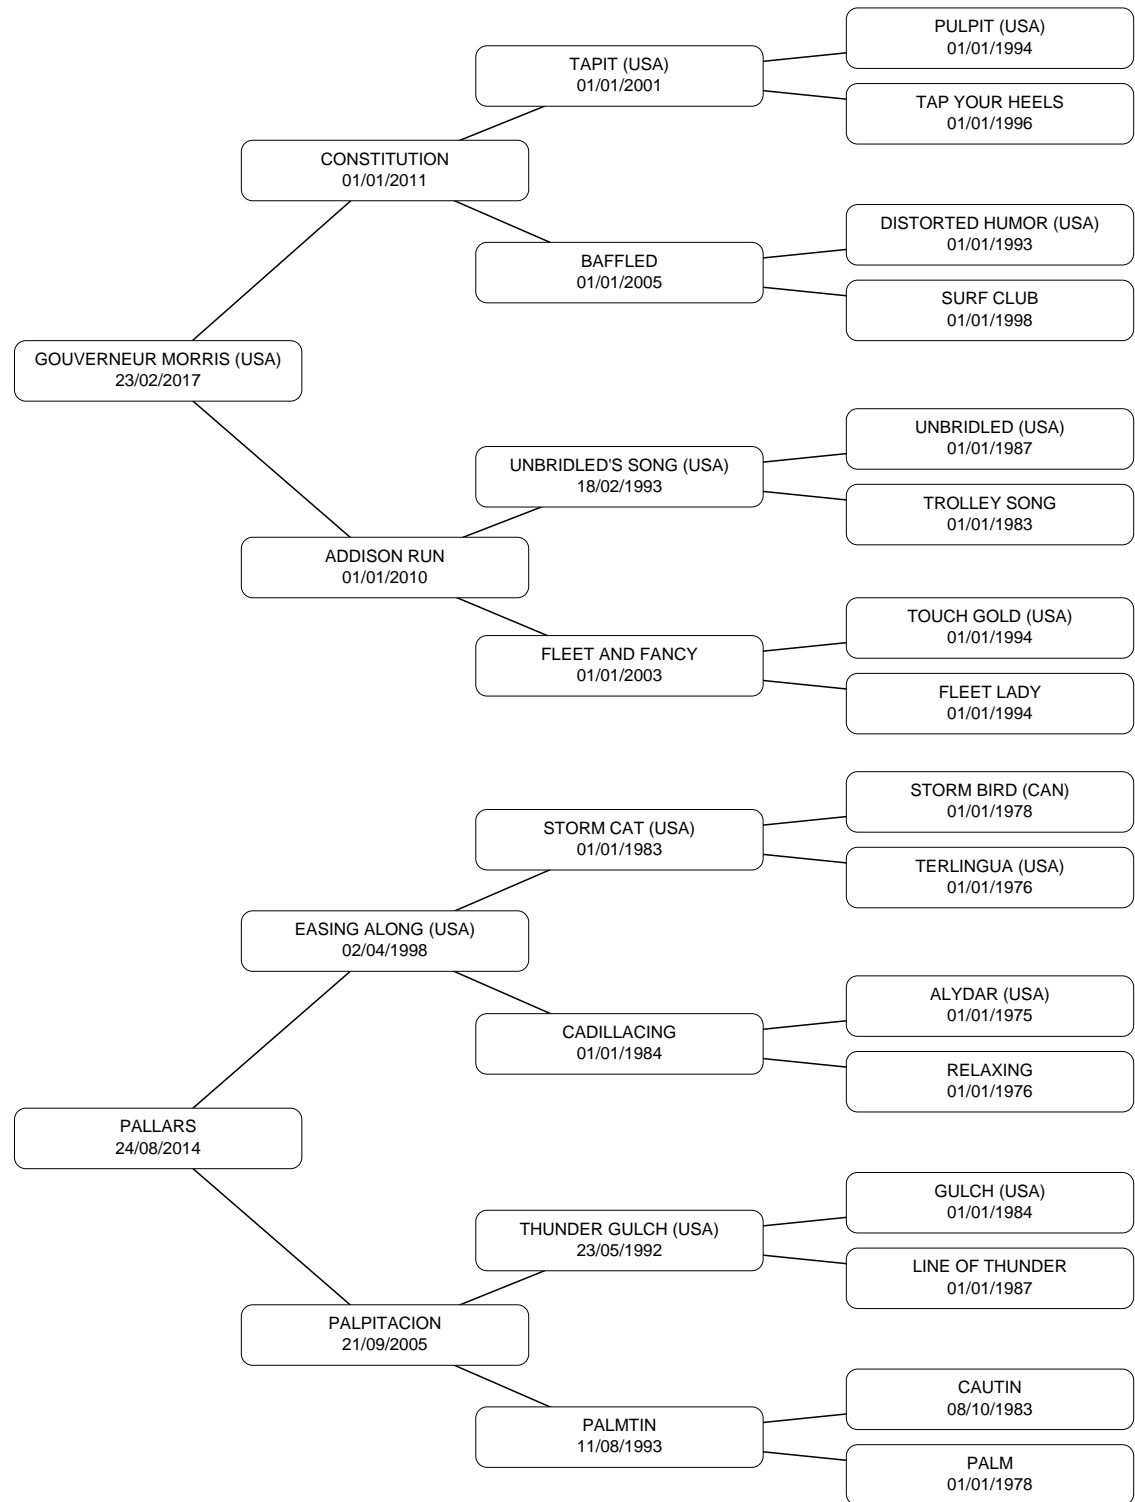 PULPIT (USA)
01/01/1994
TAPIT (USA)
01/01/2001
TAP YOUR HEELS
01/01/1996
CONSTITUTION
01/01/2011
DISTORTED HUMOR (USA)
01/01/1993
BAFFLED
01/01/2005
SURF CLUB
01/01/1998
GOUVERNEUR MORRIS (USA)
23/02/2017
UNBRIDLED (USA)
01/01/1987
UNBRIDLED'S SONG (USA)
18/02/1993
TROLLEY SONG
01/01/1983
ADDISON RUN
01/01/2010
TOUCH GOLD (USA)
01/01/1994
FLEET AND FANCY
01/01/2003
FLEET LADY
01/01/1994
STORM BIRD (CAN)
01/01/1978
STORM CAT (USA)
01/01/1983
TERLINGUA (USA)
01/01/1976
EASING ALONG (USA)
02/04/1998
ALYDAR (USA)
01/01/1975
CADILLACING
01/01/1984
RELAXING
01/01/1976
PALLARS
24/08/2014
GULCH (USA)
01/01/1984
THUNDER GULCH (USA)
23/05/1992
LINE OF THUNDER
01/01/1987
PALPITACION
21/09/2005
CAUTIN
08/10/1983
PALMTIN
11/08/1993
PALM
01/01/1978